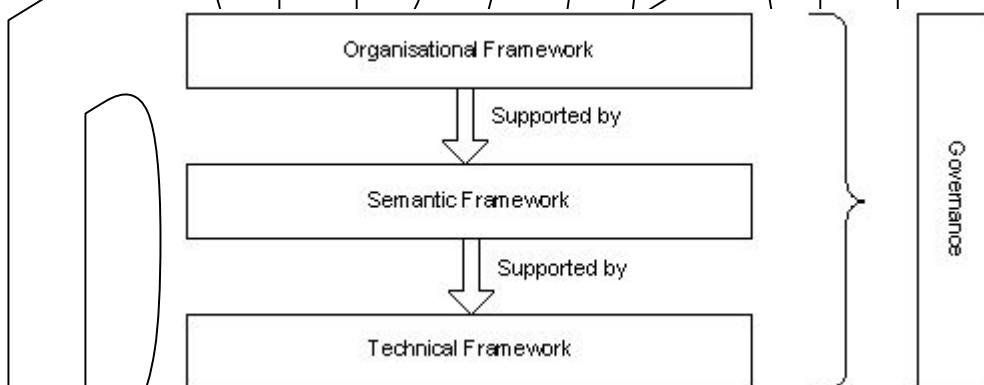 Organisational Framework
Supported by
Semantic Framework
Supported by
Technical Framework
Governance